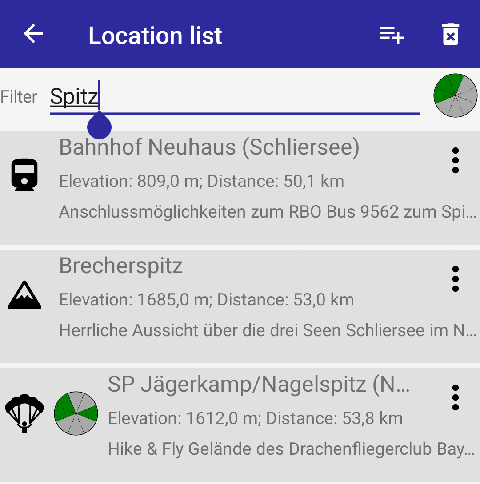 Location list
Filter Spitz
Bahnhof Neuhaus (Schliersee)
Elevation: 809,0 m; Distance: 50,1 km
Anschlussmöglichkeiten zum RBO Bus 9562 zum Spi...
Brecherspitz
Elevation: 1685,0 m; Distance: 53,0 km
Herrliche Aussicht über die drei Seen Schliersee im N...
SP Jägerkamp/Nagelspitz (N...
Elevation: 1612,0 m; Distance: 53,8 km
Hike & Fly Gelände des Drachenfliegerclub Bay...